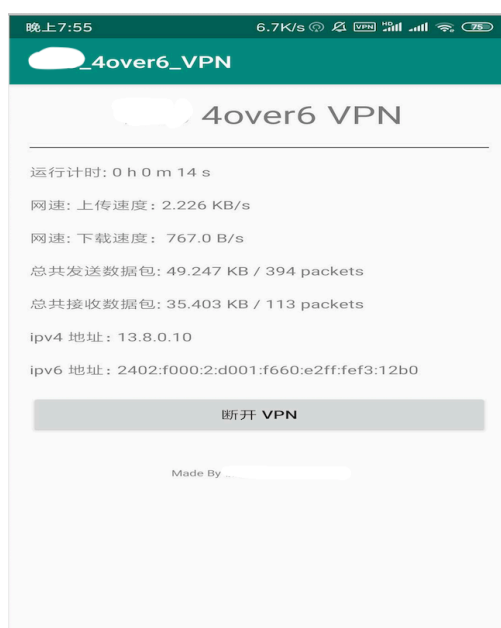 晚上7:55 6.7K/s VPN HD 75
_4over6_VPN
4over6 VPN
运行计时: 0 h 0 m 14 s
网速: 上传速度：2.226 KB/s
网速: 下载速度：767.0 B/s
总共发送数据包: 49.247 KB / 394 packets
总共接收数据包: 35.403 KB / 113 packets
ipv4 地址：13.8.0.10
ipv6 地址：2402:f000:2:d001:f660:e2ff:fef3:12b0
断开 VPN
Made By